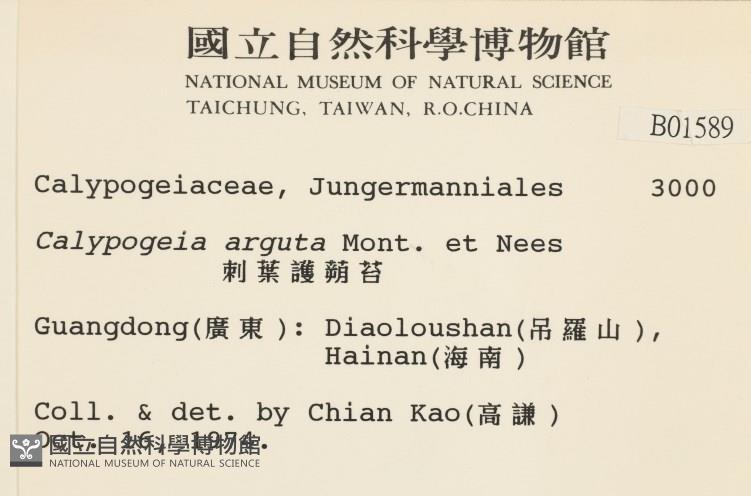 國立自然科學博物館
NATIONAL MUSEUM OF NATURAL SCIENCE
TAICHUNG, TAIWAN, R.O.CHINA
B01589
Calypogeiaceae, Jungermanniales 3000
Calypogeia arguta Mont. et Nees
刺葉護蒴苔
Guangdong(廣東): Diaoloushan(吊羅山),
Hainan(海南)
Coll. & det. by Chian Kao(高謙)
Oct. 16, 1974.
國立自然科學博物館
NATIONAL MUSEUM OF NATURAL SCIENCE